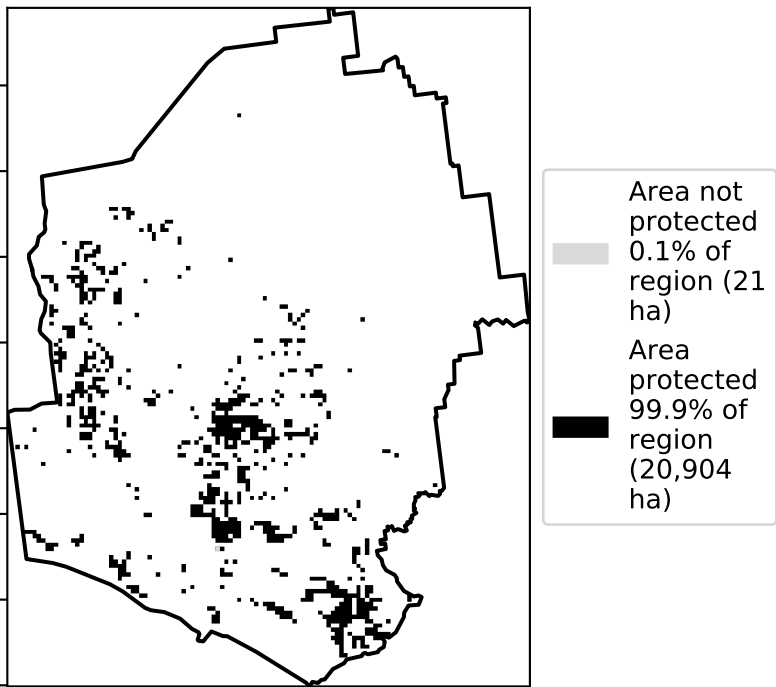 Area not
protected
0.1% of
region (21
ha)
Area
protected
99.9% of
region
(20,904
ha)